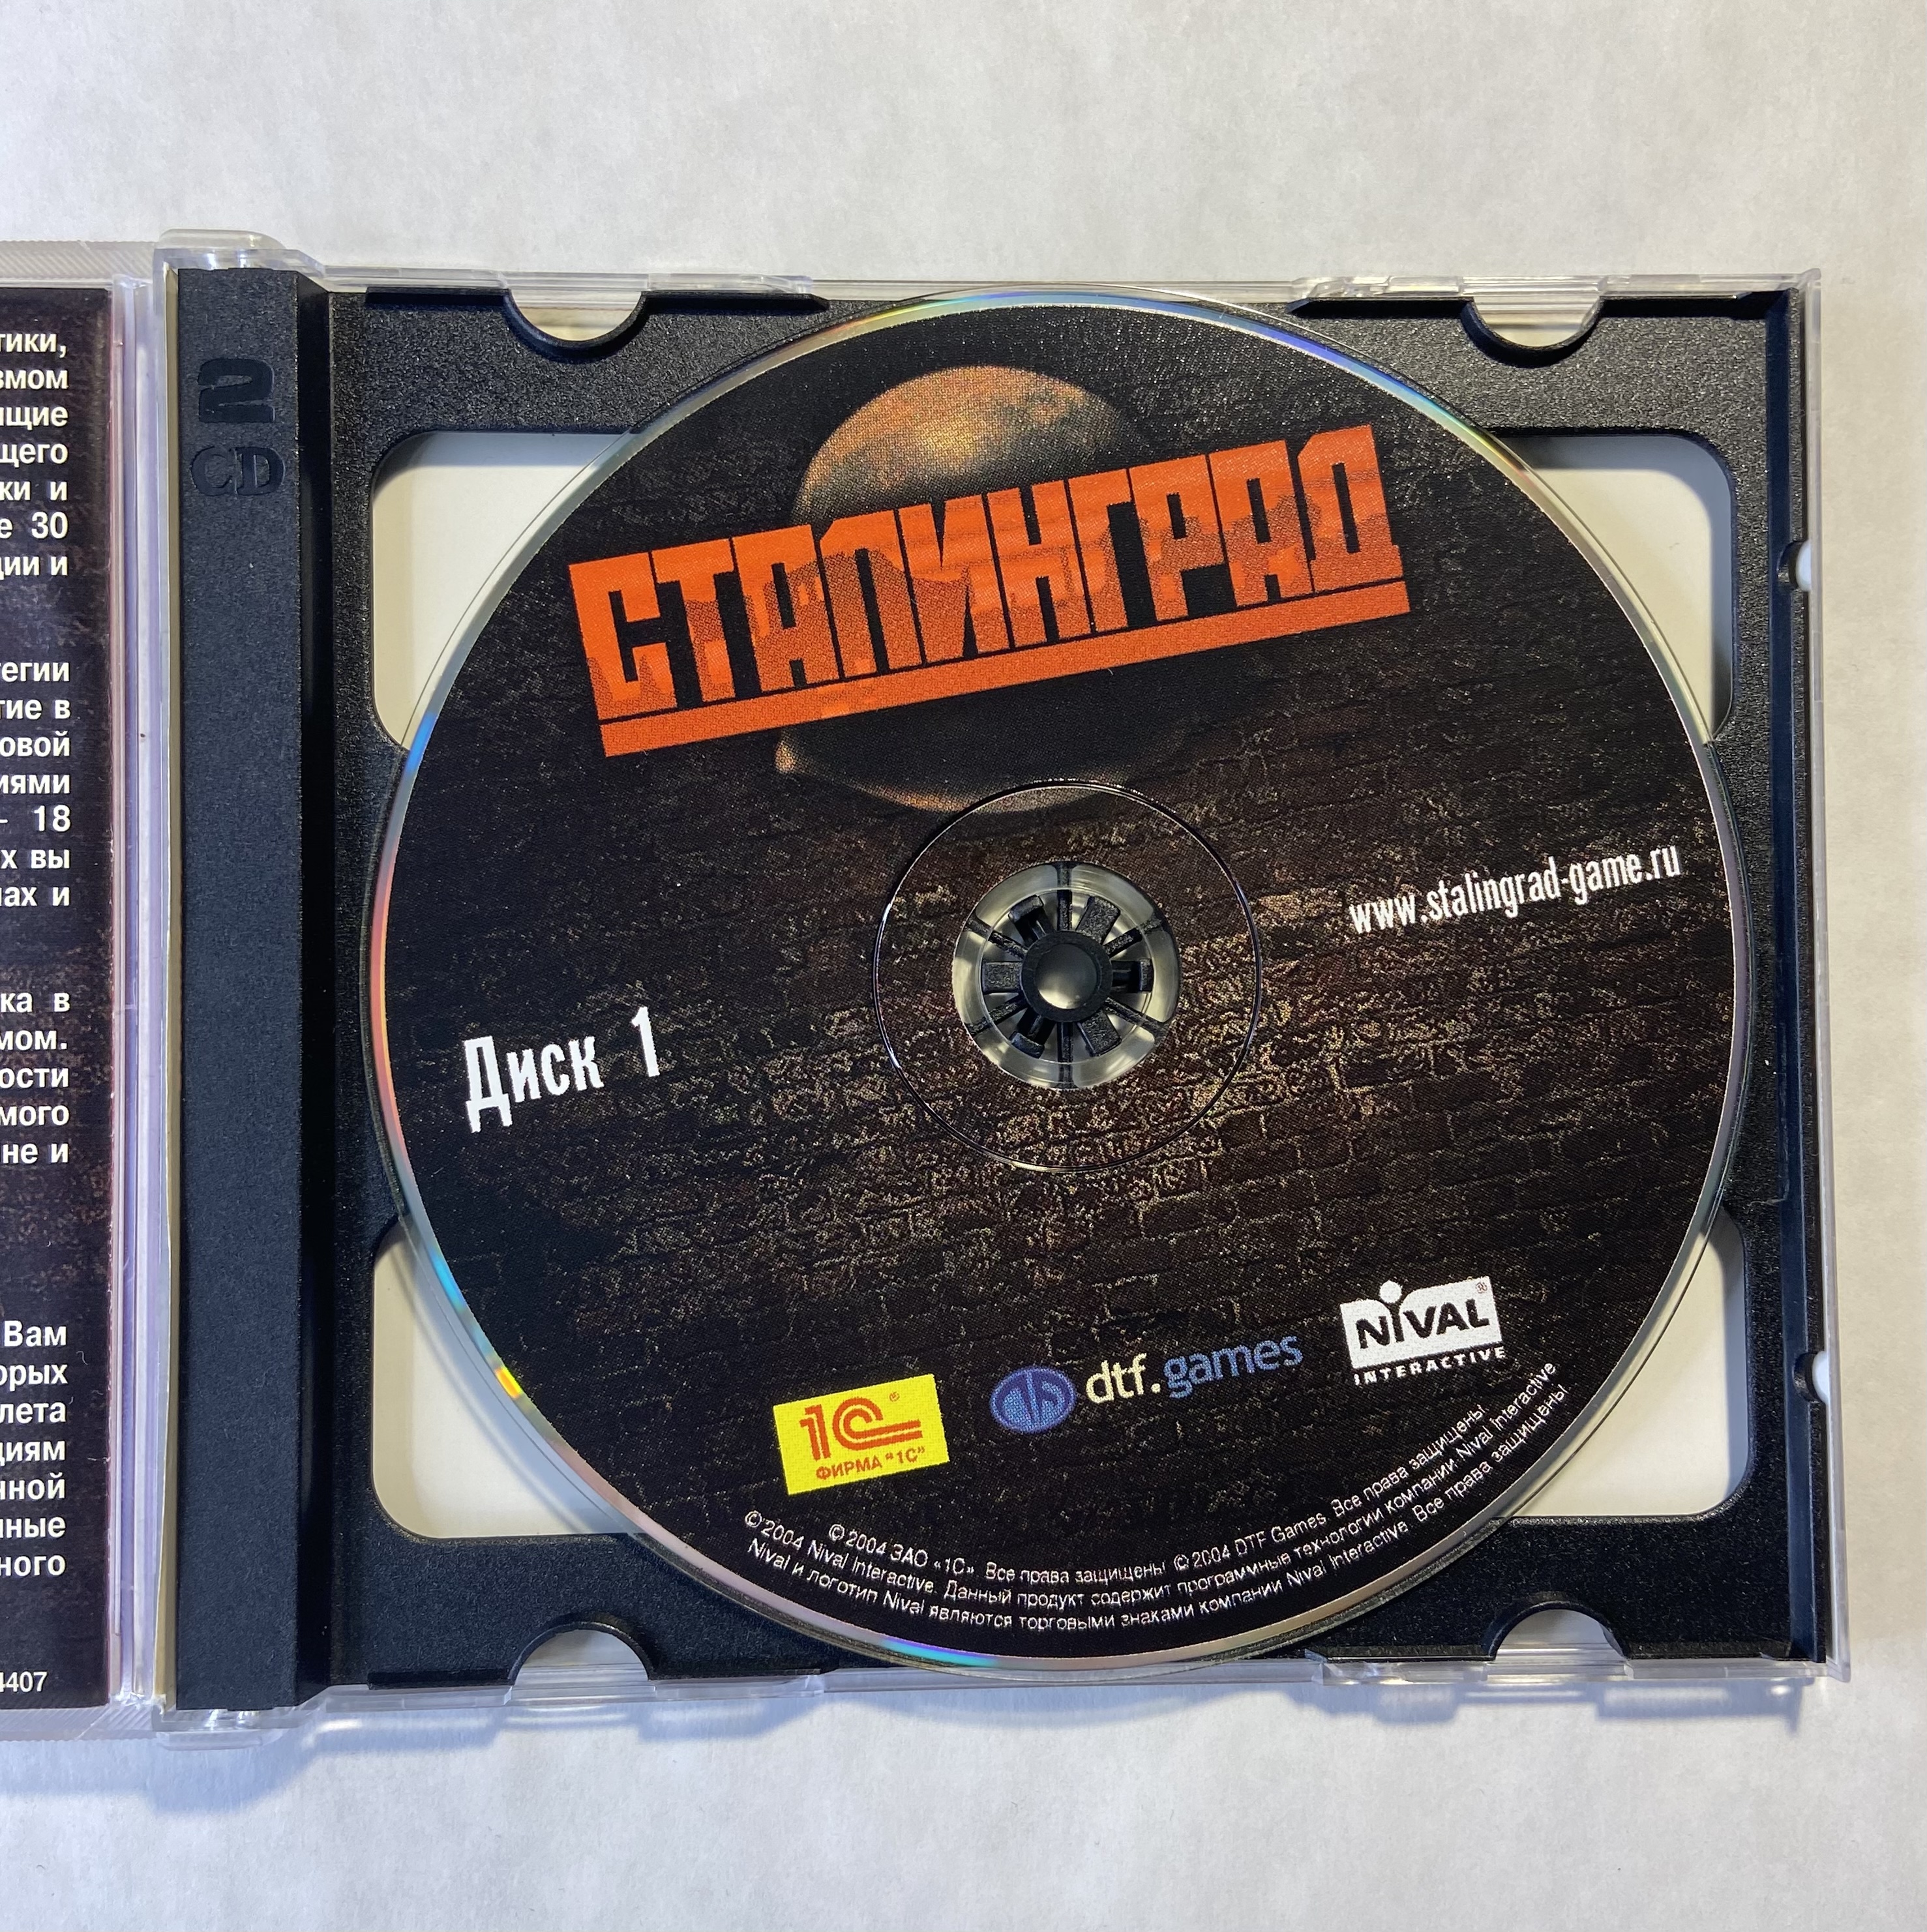 тики,
змом
ящие
щего
ки и
е 30
ции и
тегии
тие в
овой
иями
- 18
х вы
ах и
ка в
мом.
ости
мого
не и
Вам
орых
лета
циям
нной
нные
ного
4407
2
CD
СТАЛИНГРАД
www.stalingrad-game.ru
Диск 1
1С®
ФИРМА "1С"
dtf.games
NIVAL®
INTERACTIVE
© 2004 ЗАО «1С». Все права защищены. © 2004 DTF Games. Все права защищены.
© 2004 Nival Interactive. Данный продукт содержит программные технологии компании Nival Interactive
Nival и логотип Nival являются торговыми знаками компании Nival Interactive. Все права защищены